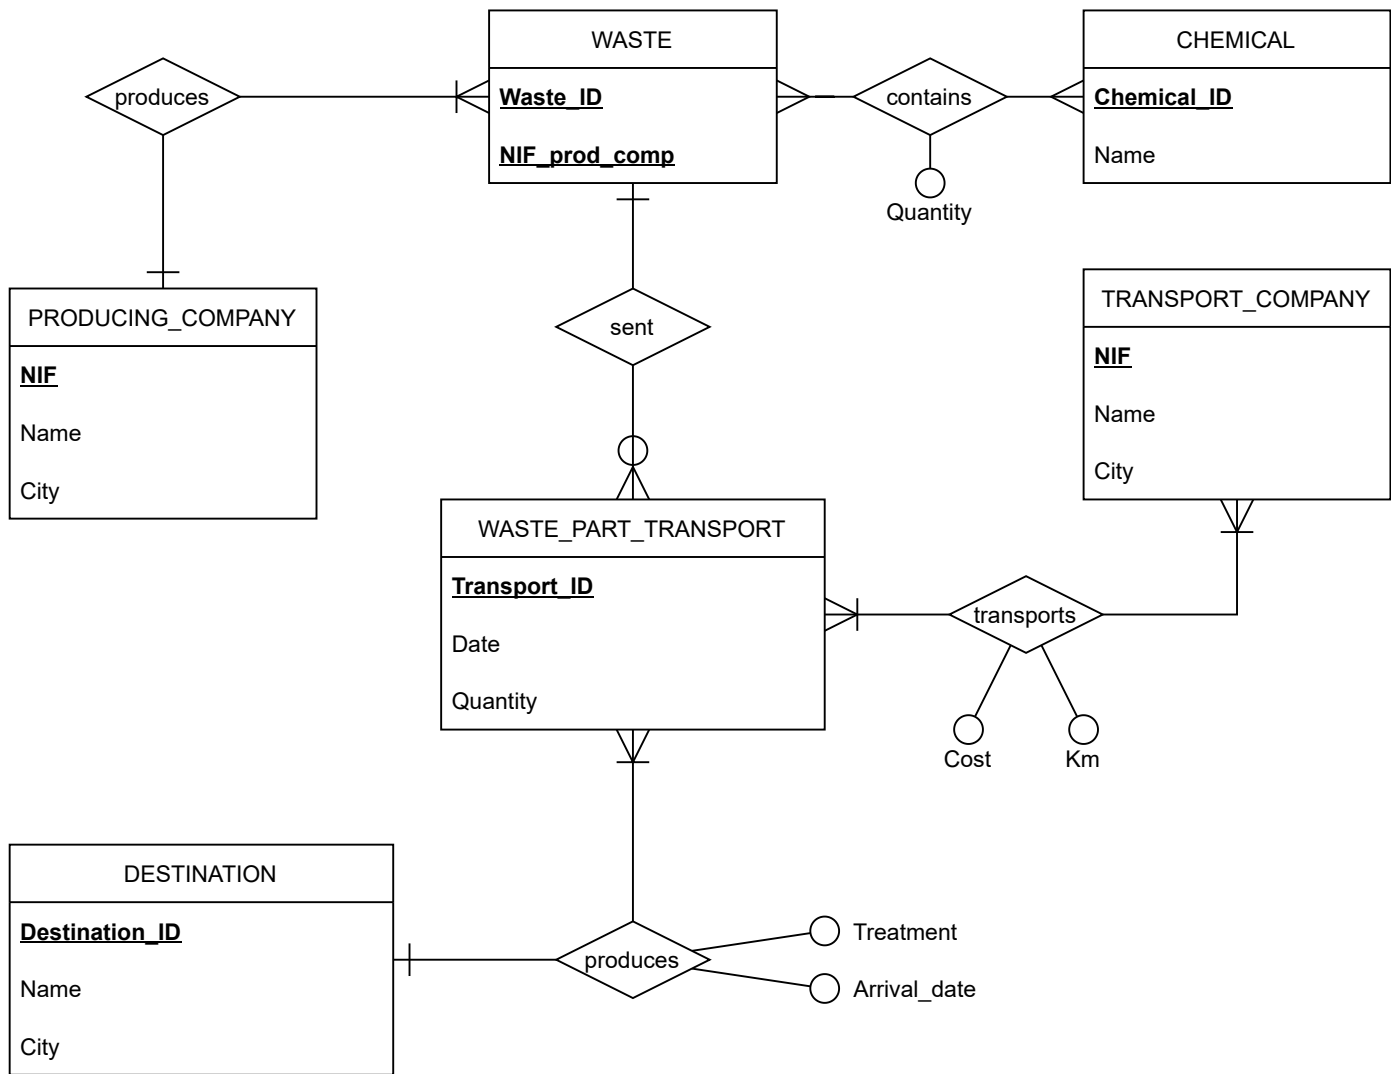 WASTE
Waste_ID
NIF_prod_comp
CHEMICAL
Chemical_ID
Name
produces
contains
Quantity
PRODUCING_COMPANY
NIF
Name
City
sent
TRANSPORT_COMPANY
NIF
Name
City
WASTE_PART_TRANSPORT
Transport_ID
Date
Quantity
transports
Cost
Km
DESTINATION
Destination_ID
Name
City
produces
Treatment
Arrival_date